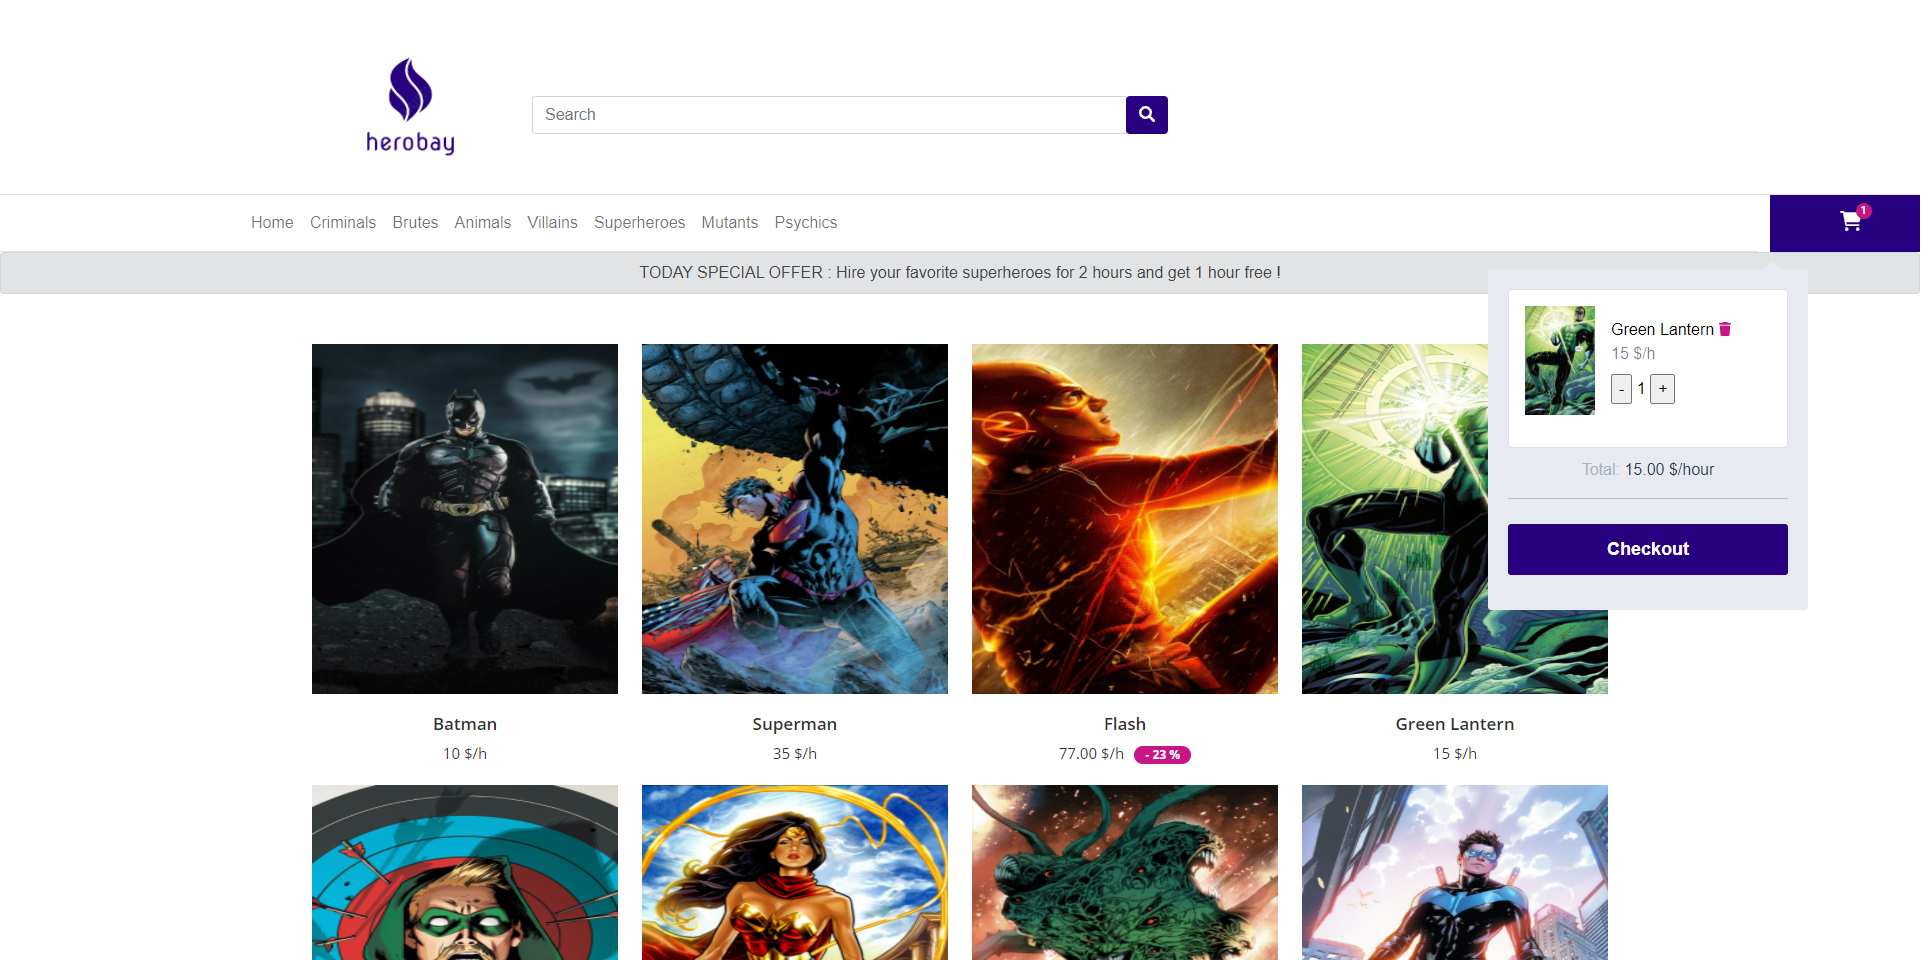 herobay
Search
Home Criminals Brutes Animals Villains Superheroes Mutants Psychics
1
TODAY SPECIAL OFFER : Hire your favorite superheroes for 2 hours and get 1 hour free !
Green Lantern
15 $/h
- 1 +
Total: 15.00 $/hour
Checkout
Batman
10 $/h
Superman
35 $/h
Flash
77.00 $/h - 23 %
Green Lantern
15 $/h